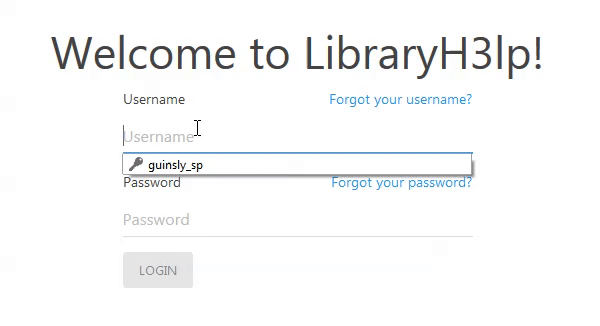 Welcome to LibraryH3lp!
Username Forgot your username?
Username
guinsly_sp
Password Forgot your password?
Password
LOGIN